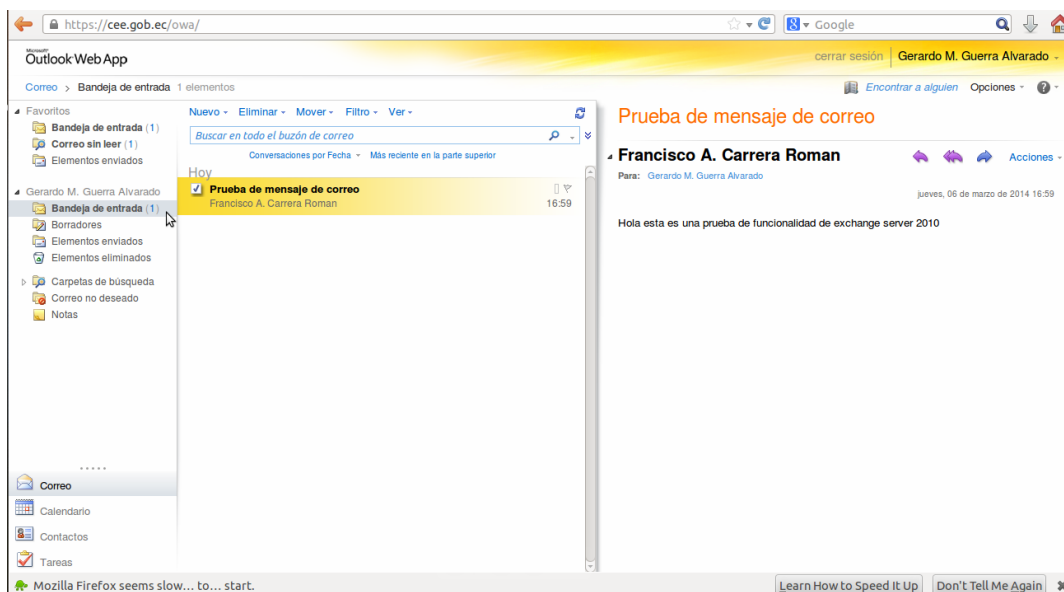 https://cee.gob.ec/owa/
Google
Microsoft
Outlook Web App
cerrar sesión
Gerardo M. Guerra Alvarado
Correo > Bandeja de entrada 1 elementos
Encontrar a alguien Opciones
Favoritos
Bandeja de entrada (1)
Correo sin leer (1)
Elementos enviados
Gerardo M. Guerra Alvarado
Bandeja de entrada (1)
Borradores
Elementos enviados
Elementos eliminados
Carpetas de búsqueda
Correo no deseado
Notas
Correo
Calendario
Contactos
Tareas
Nuevo Eliminar Mover Filtro Ver
Buscar en todo el buzón de correo
Conversaciones por Fecha Más reciente en la parte superior
Hoy
Prueba de mensaje de correo
Francisco A. Carrera Roman 16:59
Prueba de mensaje de correo
Francisco A. Carrera Roman
Acciones
Para: Gerardo M. Guerra Alvarado
jueves, 06 de marzo de 2014 16:59
Hola esta es una prueba de funcionalidad de exchange server 2010
Mozilla Firefox seems slow... to... start.
Learn How to Speed It Up
Don't Tell Me Again